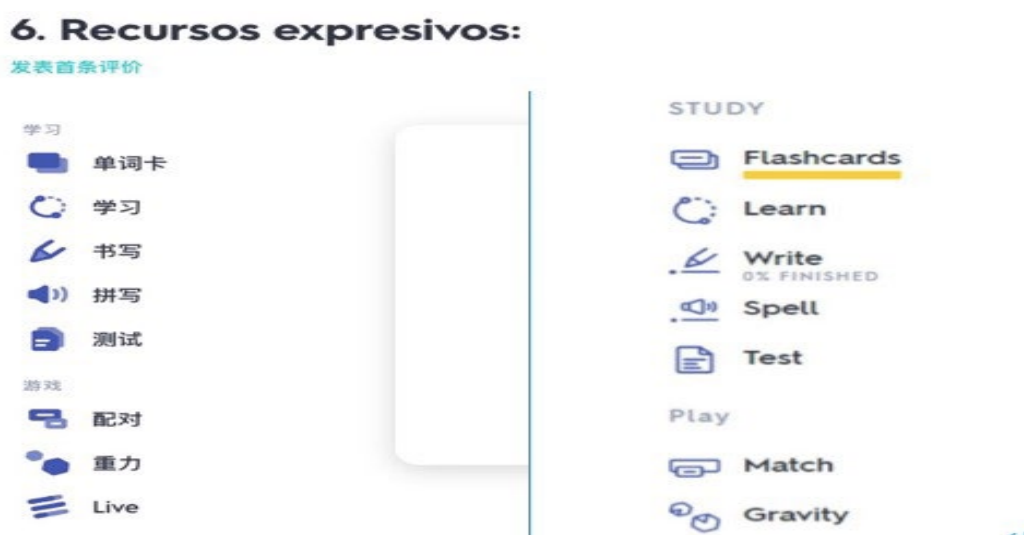 6. Recursos expresivos:
发表首条评价
学习
单词卡
学习
书写
拼写
测试
游戏
配对
重力
Live
STUDY
Flashcards
Learn
Write
0% FINISHED
Spell
Test
Play
Match
Gravity